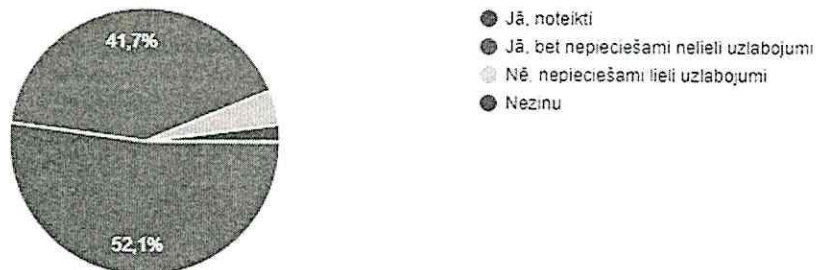 41,7%
52,1%
Jā, noteikti
Jā, bet nepieciešami nelieli uzlabojumi
Nē, nepieciešami lieli uzlabojumi
Nezinu